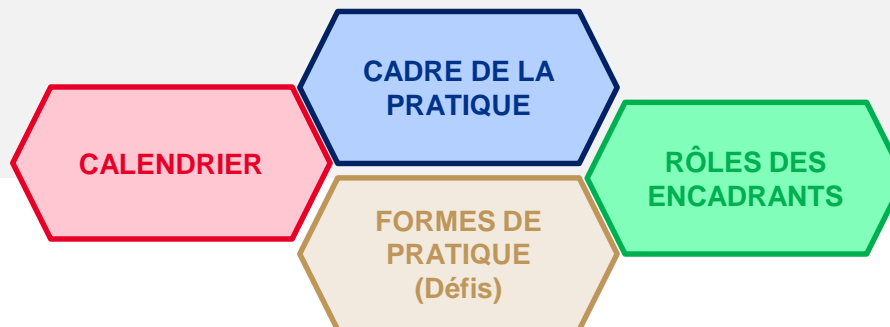 CADRE DE LA
PRATIQUE
CALENDRIER
RÔLES DES
ENCADRANTS
FORMES DE
PRATIQUE
(Défis)